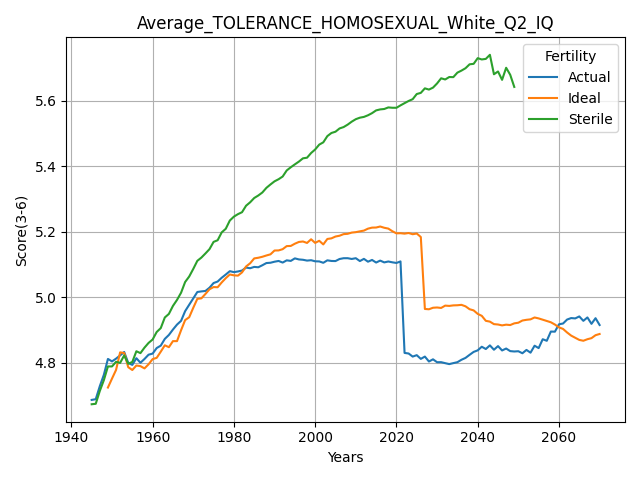 Average_TOLERANCE_HOMOSEXUAL_White_Q2_IQ
Score(3-6)
5.6
5.4
5.2
5.0
4.8
Fertility
Actual
Ideal
Sterile
1940 1960 1980 2000 2020 2040 2060
Years